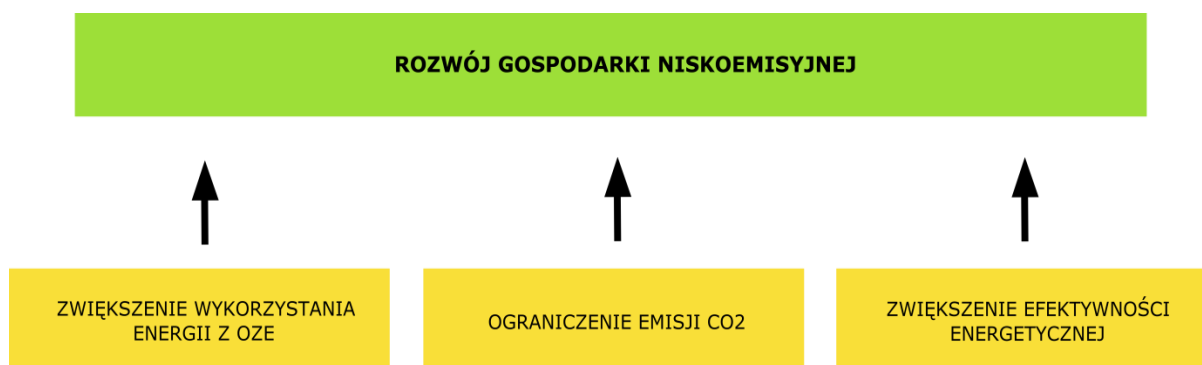 ROZWÓJ GOSPODARKI NISKOEMISYJNEJ
ZWIĘKSZENIE WYKORZYSTANIA
ENERGII Z OZE
OGRANICZENIE EMISJI CO2
ZWIĘKSZENIE EFEKTYWNOŚCI
ENERGETYCZNEJ